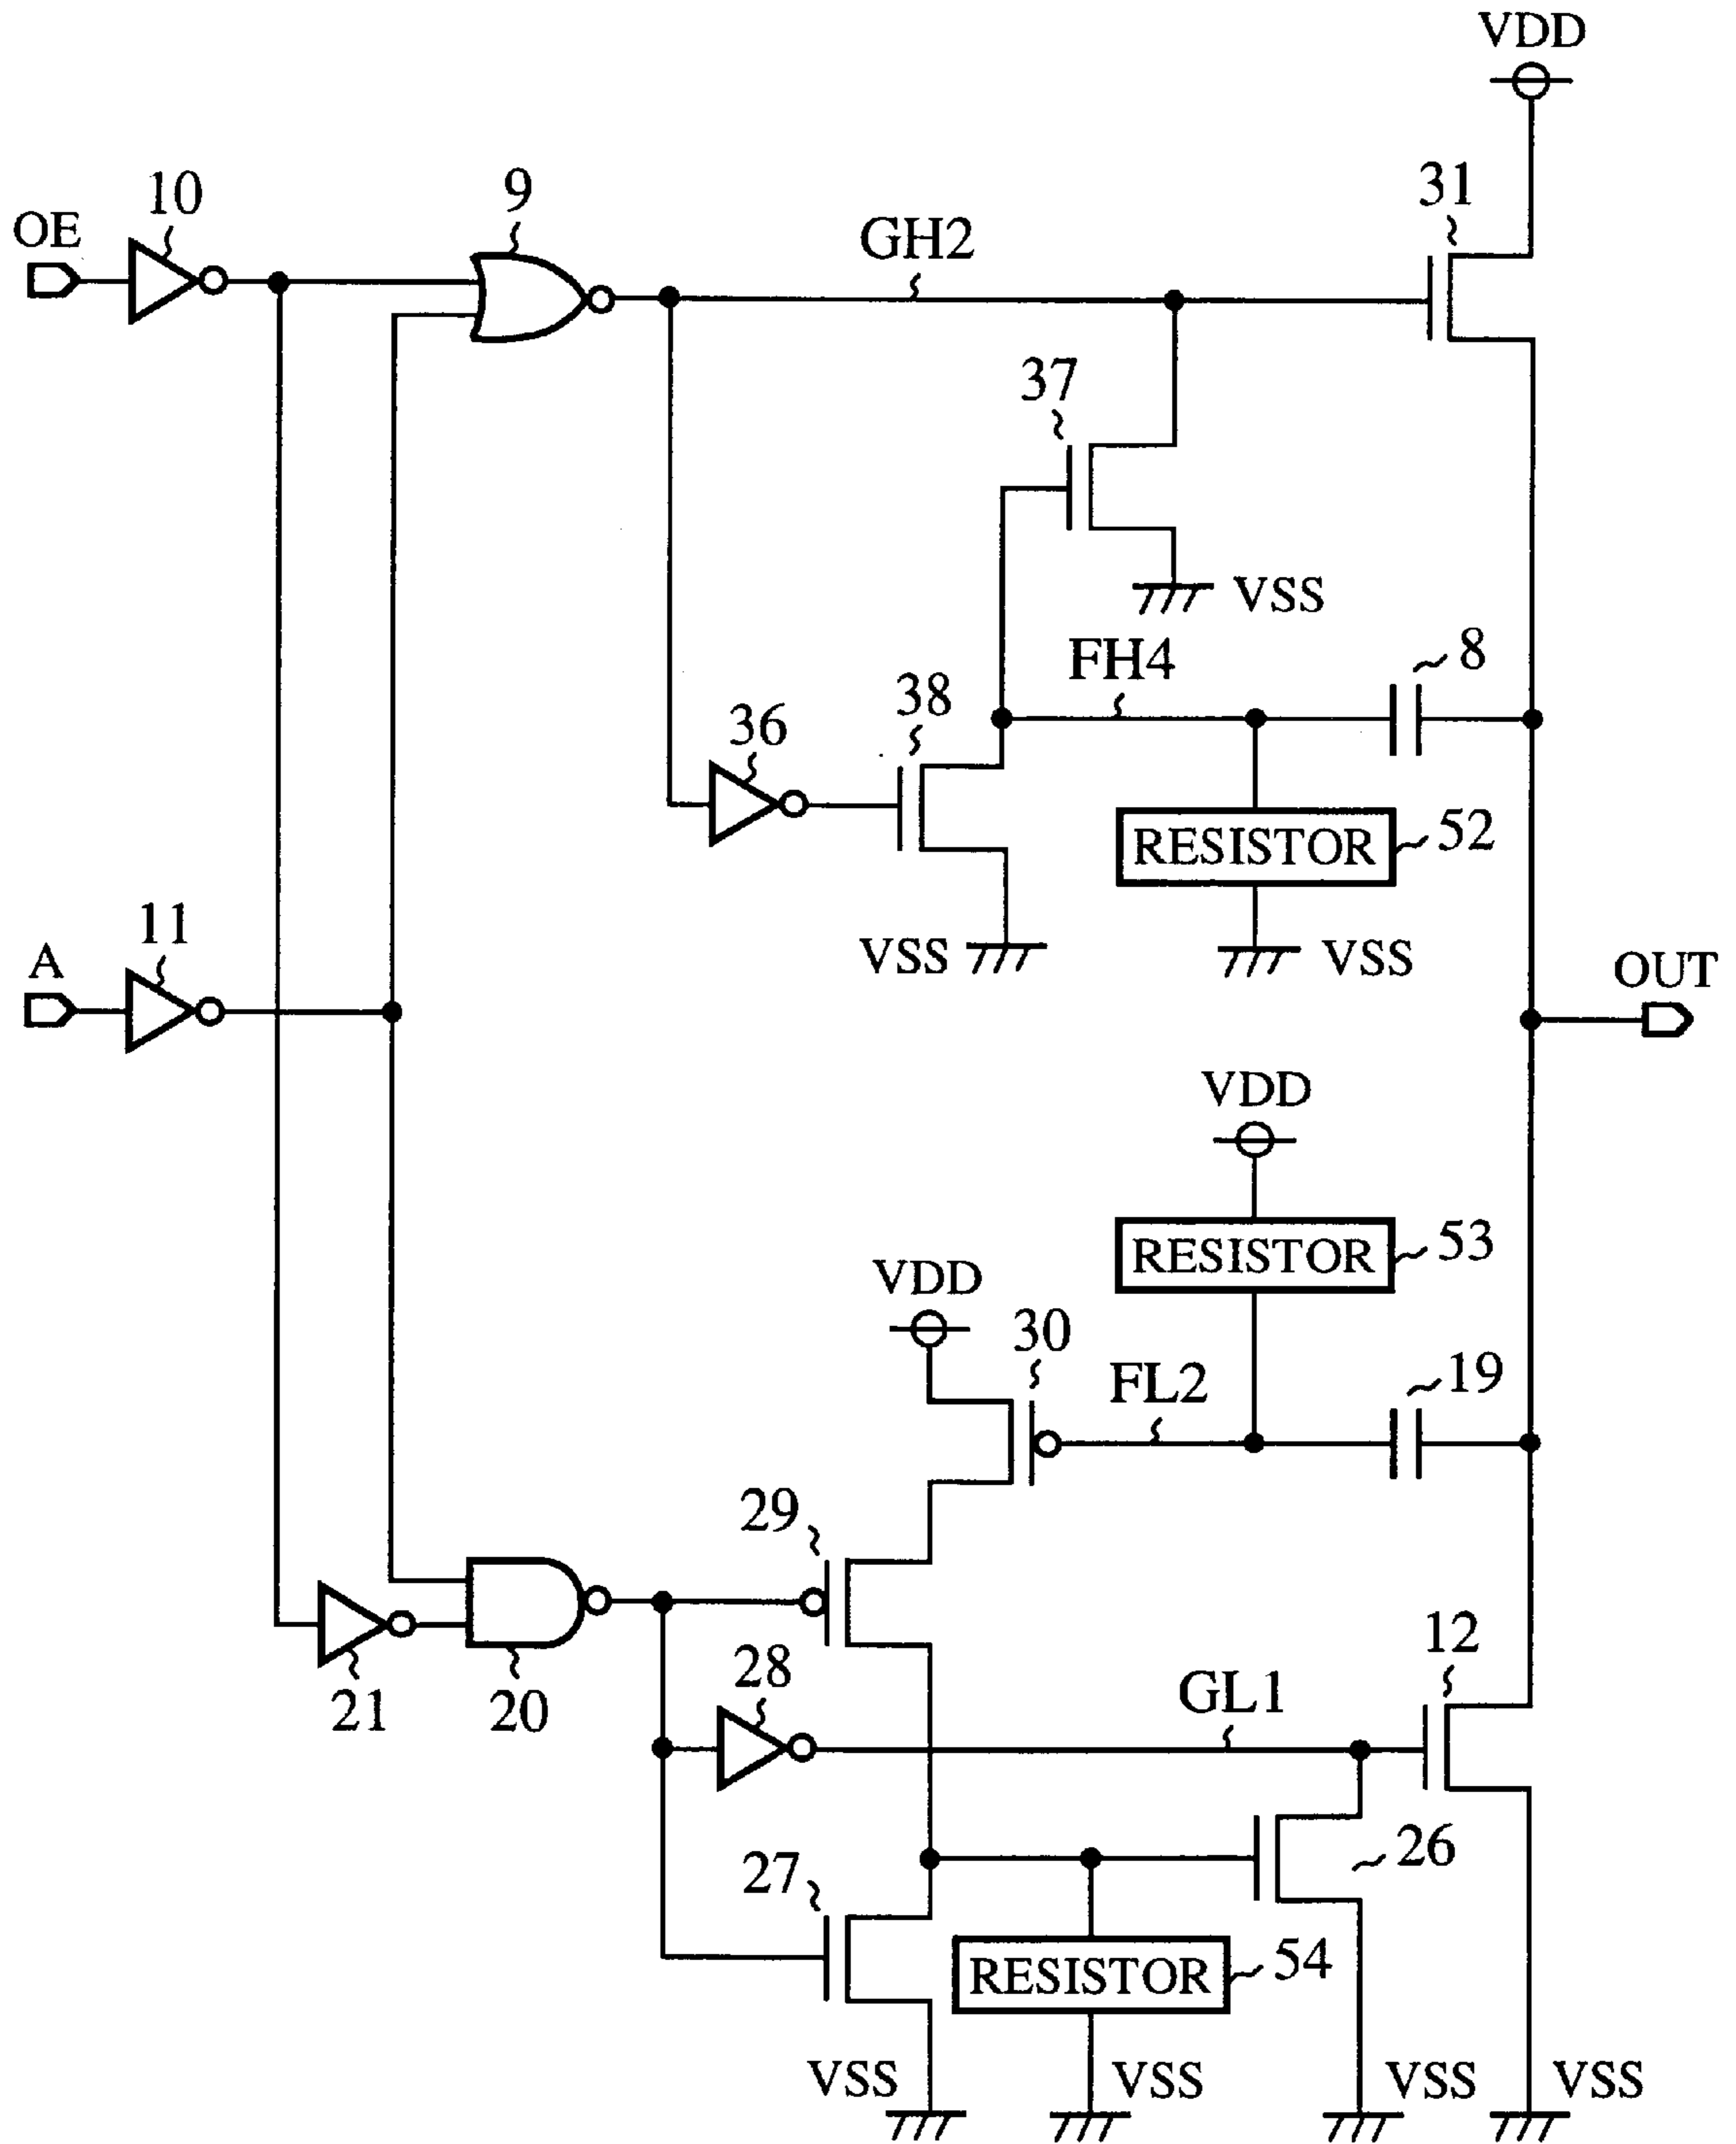 VDD
31
10
9
OE
GH2
37
VSS
FH4
8
38
36
RESISTOR
52
11
A
VSS
VSS
OUT
VDD
RESISTOR
53
VDD
30
FL2
19
29
12
28
GL1
21
20
26
27
RESISTOR
54
VSS
VSS
VSS
VSS